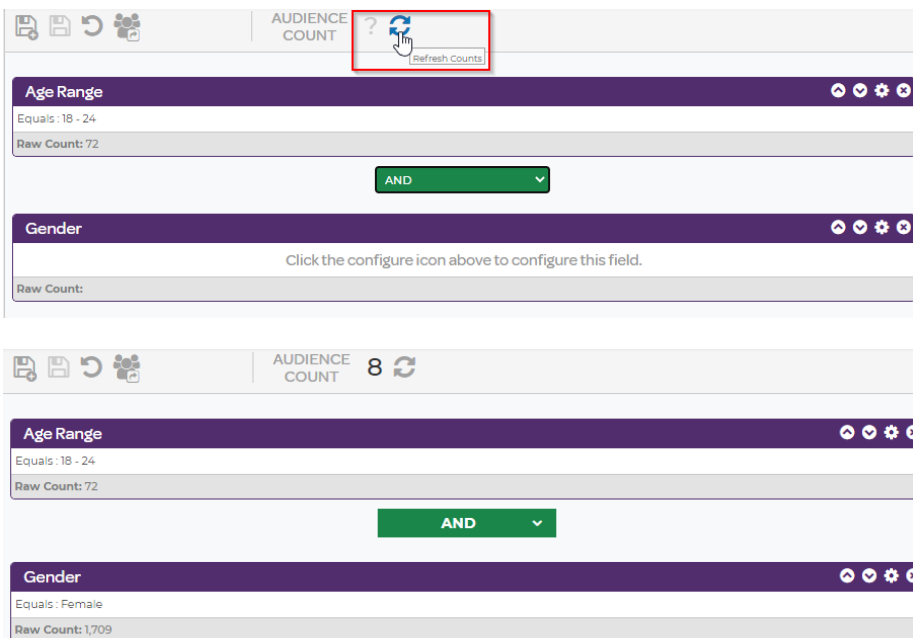 AUDIENCE
COUNT ?
Refresh Counts
Age Range
Equals : 18 - 24
Raw Count: 72
AND
Gender
Click the configure icon above to configure this field.
Raw Count:
AUDIENCE
COUNT 8
Age Range
Equals : 18 - 24
Raw Count: 72
AND
Gender
Equals : Female
Raw Count: 1,709